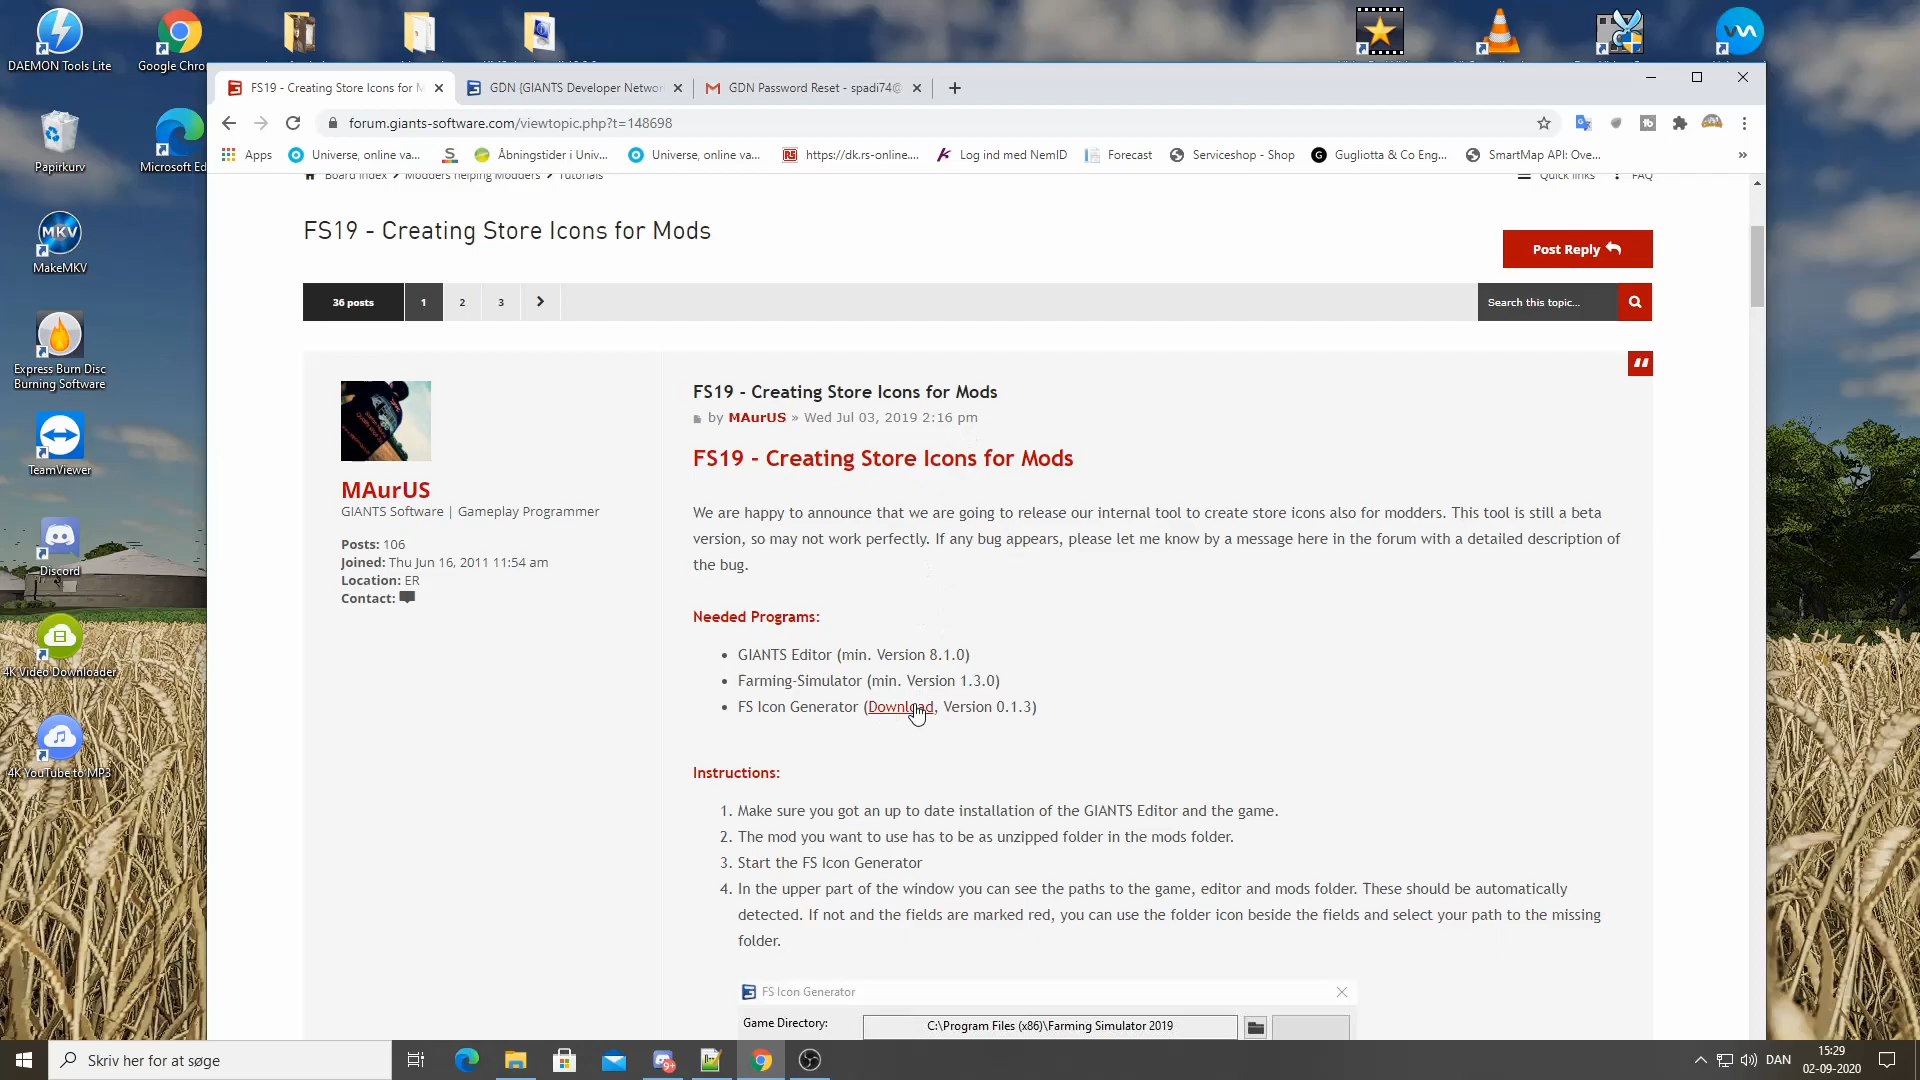 DAEMON Tools Lite
Google Chro
FS19 - Creating Store Icons for M
GDN {GIANTS Developer Networ
GDN Password Reset - spadi74@
forum.giants-software.com/viewtopic.php?t=148698
Papirkurv
Microsoft Ed
Apps
Universe, online va...
Åbningstider i Univ...
Universe, online va...
RS
https://dk.rs-online....
Log ind med NemID
Forecast
Serviceshop - Shop
Gugliotta & Co Eng...
SmartMap API: Ove...
»
Board index
Modders helping Modders
Tutorials
Quick links
FAQ
FS19 - Creating Store Icons for Mods
Post Reply
MKV
MakeMKV
36 posts
1
2
3
Search this topic...
Express Burn Disc
Burning Software
MAurUS
GIANTS Software | Gameplay Programmer
Posts: 106
Joined: Thu Jun 16, 2011 11:54 am
Location: ER
Contact:
FS19 - Creating Store Icons for Mods
by MAurUS » Wed Jul 03, 2019 2:16 pm
FS19 - Creating Store Icons for Mods
We are happy to announce that we are going to release our internal tool to create store icons also for modders. This tool is still a beta
version, so may not work perfectly. If any bug appears, please let me know by a message here in the forum with a detailed description of
the bug.
Needed Programs:
• GIANTS Editor (min. Version 8.1.0)
• Farming-Simulator (min. Version 1.3.0)
• FS Icon Generator (Download, Version 0.1.3)
Instructions:
1. Make sure you got an up to date installation of the GIANTS Editor and the game.
2. The mod you want to use has to be as unzipped folder in the mods folder.
3. Start the FS Icon Generator
4. In the upper part of the window you can see the paths to the game, editor and mods folder. These should be automatically
detected. If not and the fields are marked red, you can use the folder icon beside the fields and select your path to the missing
folder.
FS Icon Generator
Game Directory:
C:\Program Files (x86)\Farming Simulator 2019
TeamViewer
Discord
4K Video Downloader
4K YouTube to MP3
Skriv her for at søge
9+
DAN
15:29
02-09-2020